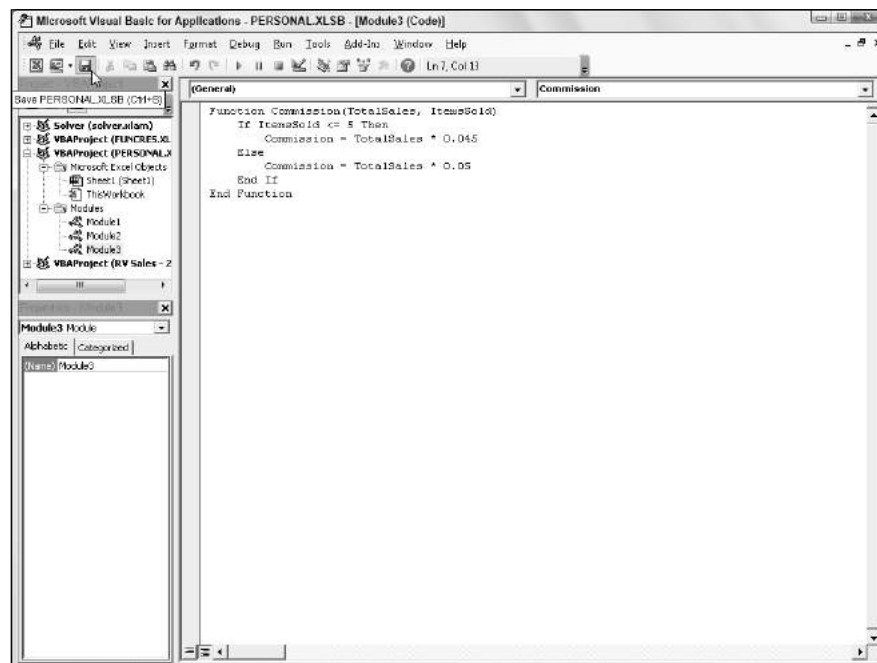 Microsoft Visual Basic for Applications - PERSONAL.XLSB - [Module3 (Code)]
File Edit View Insert Format Debug Run Tools Add-Ins Window Help
Ln 7, Col 13
Save PERSONAL.XLSB (Ctrl+S)
(General)
Commission
Solver (solver.xlam)
VBAProject (FUNCRES.XL
VBAProject (PERSONAL.X
Microsoft Excel Objects
Sheet1 (Sheet1)
ThisWorkbook
Modules
Module1
Module2
Module3
VBAProject (RV Sales - 2
Properties - Module3
Module3 Module
Alphabetic Categorized
(Name) Module3
Function Commission(TotalSales, ItemsSold)
If ItemsSold <= 5 Then
Commission = TotalSales * 0.045
Else
Commission = TotalSales * 0.05
End If
End Function